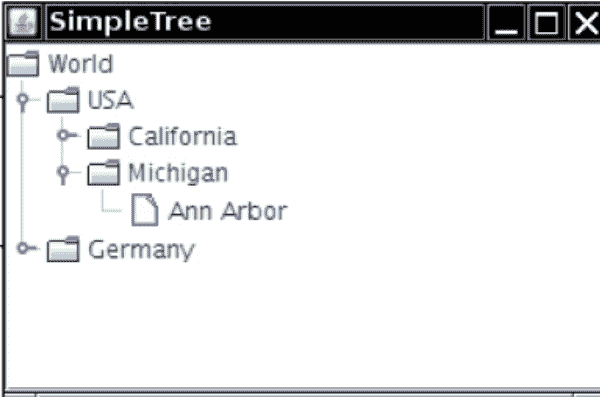 SimpleTree
World
USA
California
Michigan
Ann Arbor
Germany